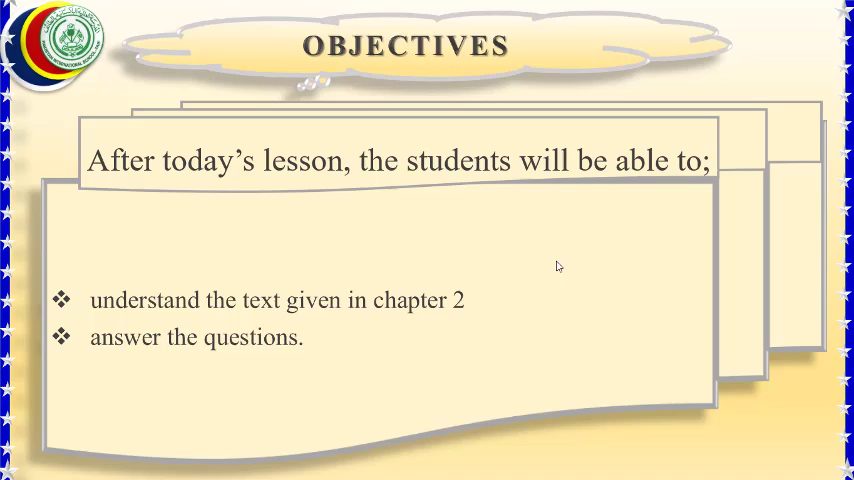 OBJECTIVES
After today’s lesson, the students will be able to;
understand the text given in chapter 2
answer the questions.